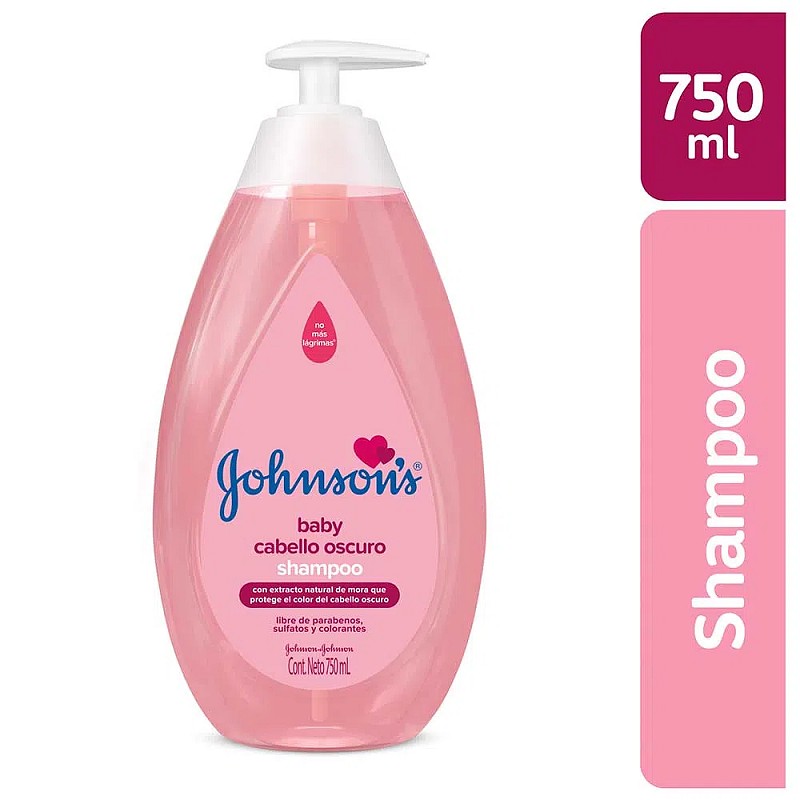 no
más
lágrimas®
Johnson's®
baby
cabello oscuro
shampoo
con extracto natural de mora que
protege el color del cabello oscuro
libre de parabenos,
sulfatos y colorantes
Johnson & Johnson
Cont. Neto 750 mL
750
ml
Shampoo